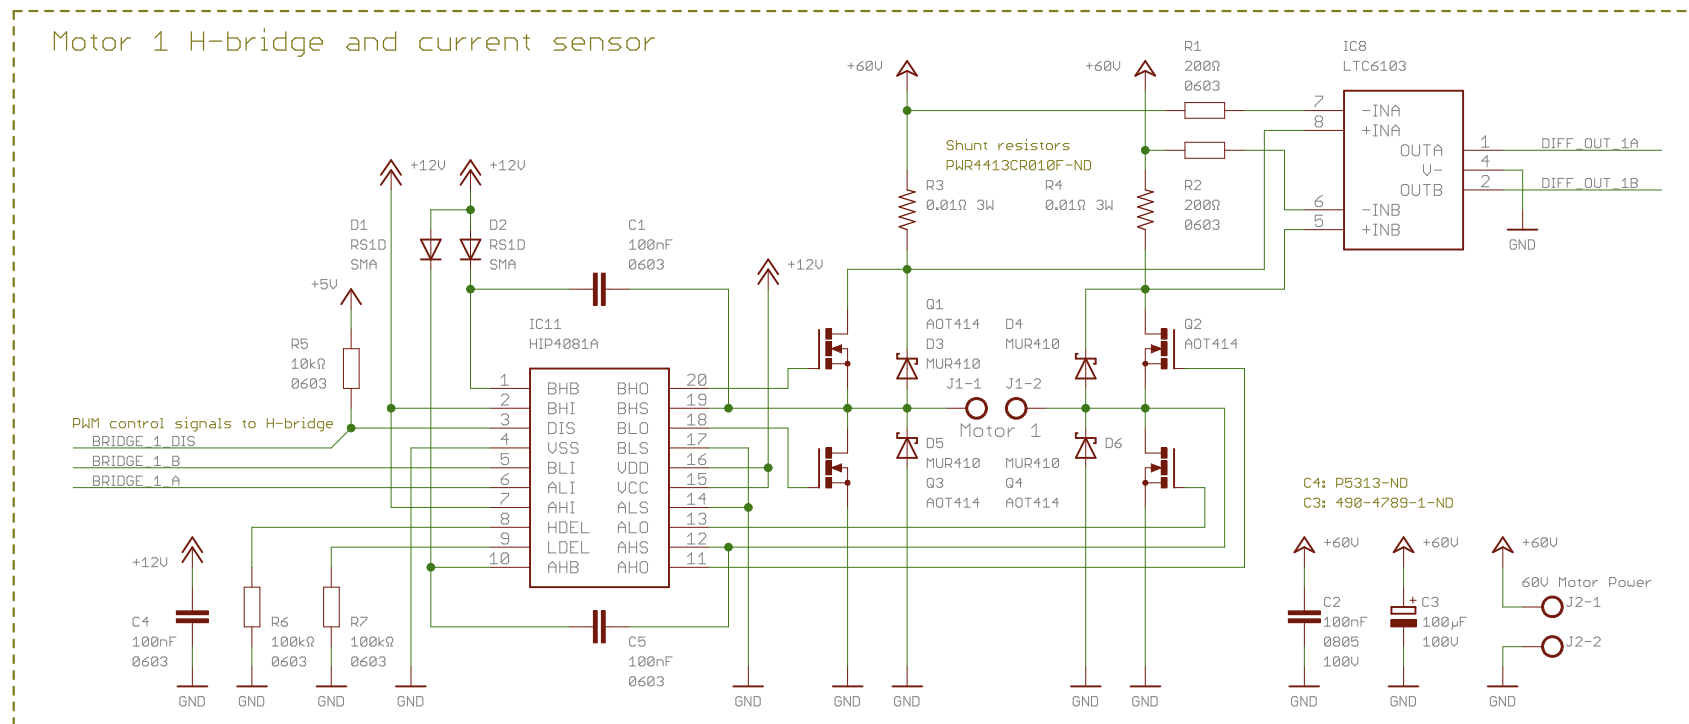 Motor 1 H-bridge and current sensor
+60V
+60V
R1
200Ω
0603
IC8
LTC6103
7
-INA
8
+INA
OUTA
1
DIFF_OUT_1A
V-
4
OUTB
2
DIFF_OUT_1B
6
-INB
5
+INB
GND
Shunt resistors
PWR4413CR010F-ND
R3
0.01Ω 3W
R4
0.01Ω 3W
R2
200Ω
0603
+12V
+12V
D1
RS1D
SMA
D2
RS1D
SMA
C1
100nF
0603
+12V
+5V
R5
10kΩ
0603
IC11
HIP4081A
Q1
AOT414
D3
MUR410
D4
MUR410
Q2
AOT414
J1-1
J1-2
Motor 1
PWM control signals to H-bridge
BRIDGE_1_DIS
BRIDGE_1_B
BRIDGE_1_A
1 BHB BHO 20
2 BHI BHS 19
3 DIS BLO 18
4 VSS BLS 17
5 BLI VDD 16
6 ALI VCC 15
7 AHI ALS 14
8 HDEL ALO 13
9 LDEL AHS 12
10 AHB AHO 11
D5
MUR410
Q3
AOT414
D6
MUR410
Q4
AOT414
C4: P5313-ND
C3: 490-4789-1-ND
+12V
C4
100nF
0603
R6
100kΩ
0603
R7
100kΩ
0603
C5
100nF
0603
+60V
+60V
+60V
C2
100nF
0805
100V
+
C3
100µF
100V
60V Motor Power
J2-1
J2-2
GND
GND
GND
GND
GND
GND
GND
GND
GND
GND
GND
GND